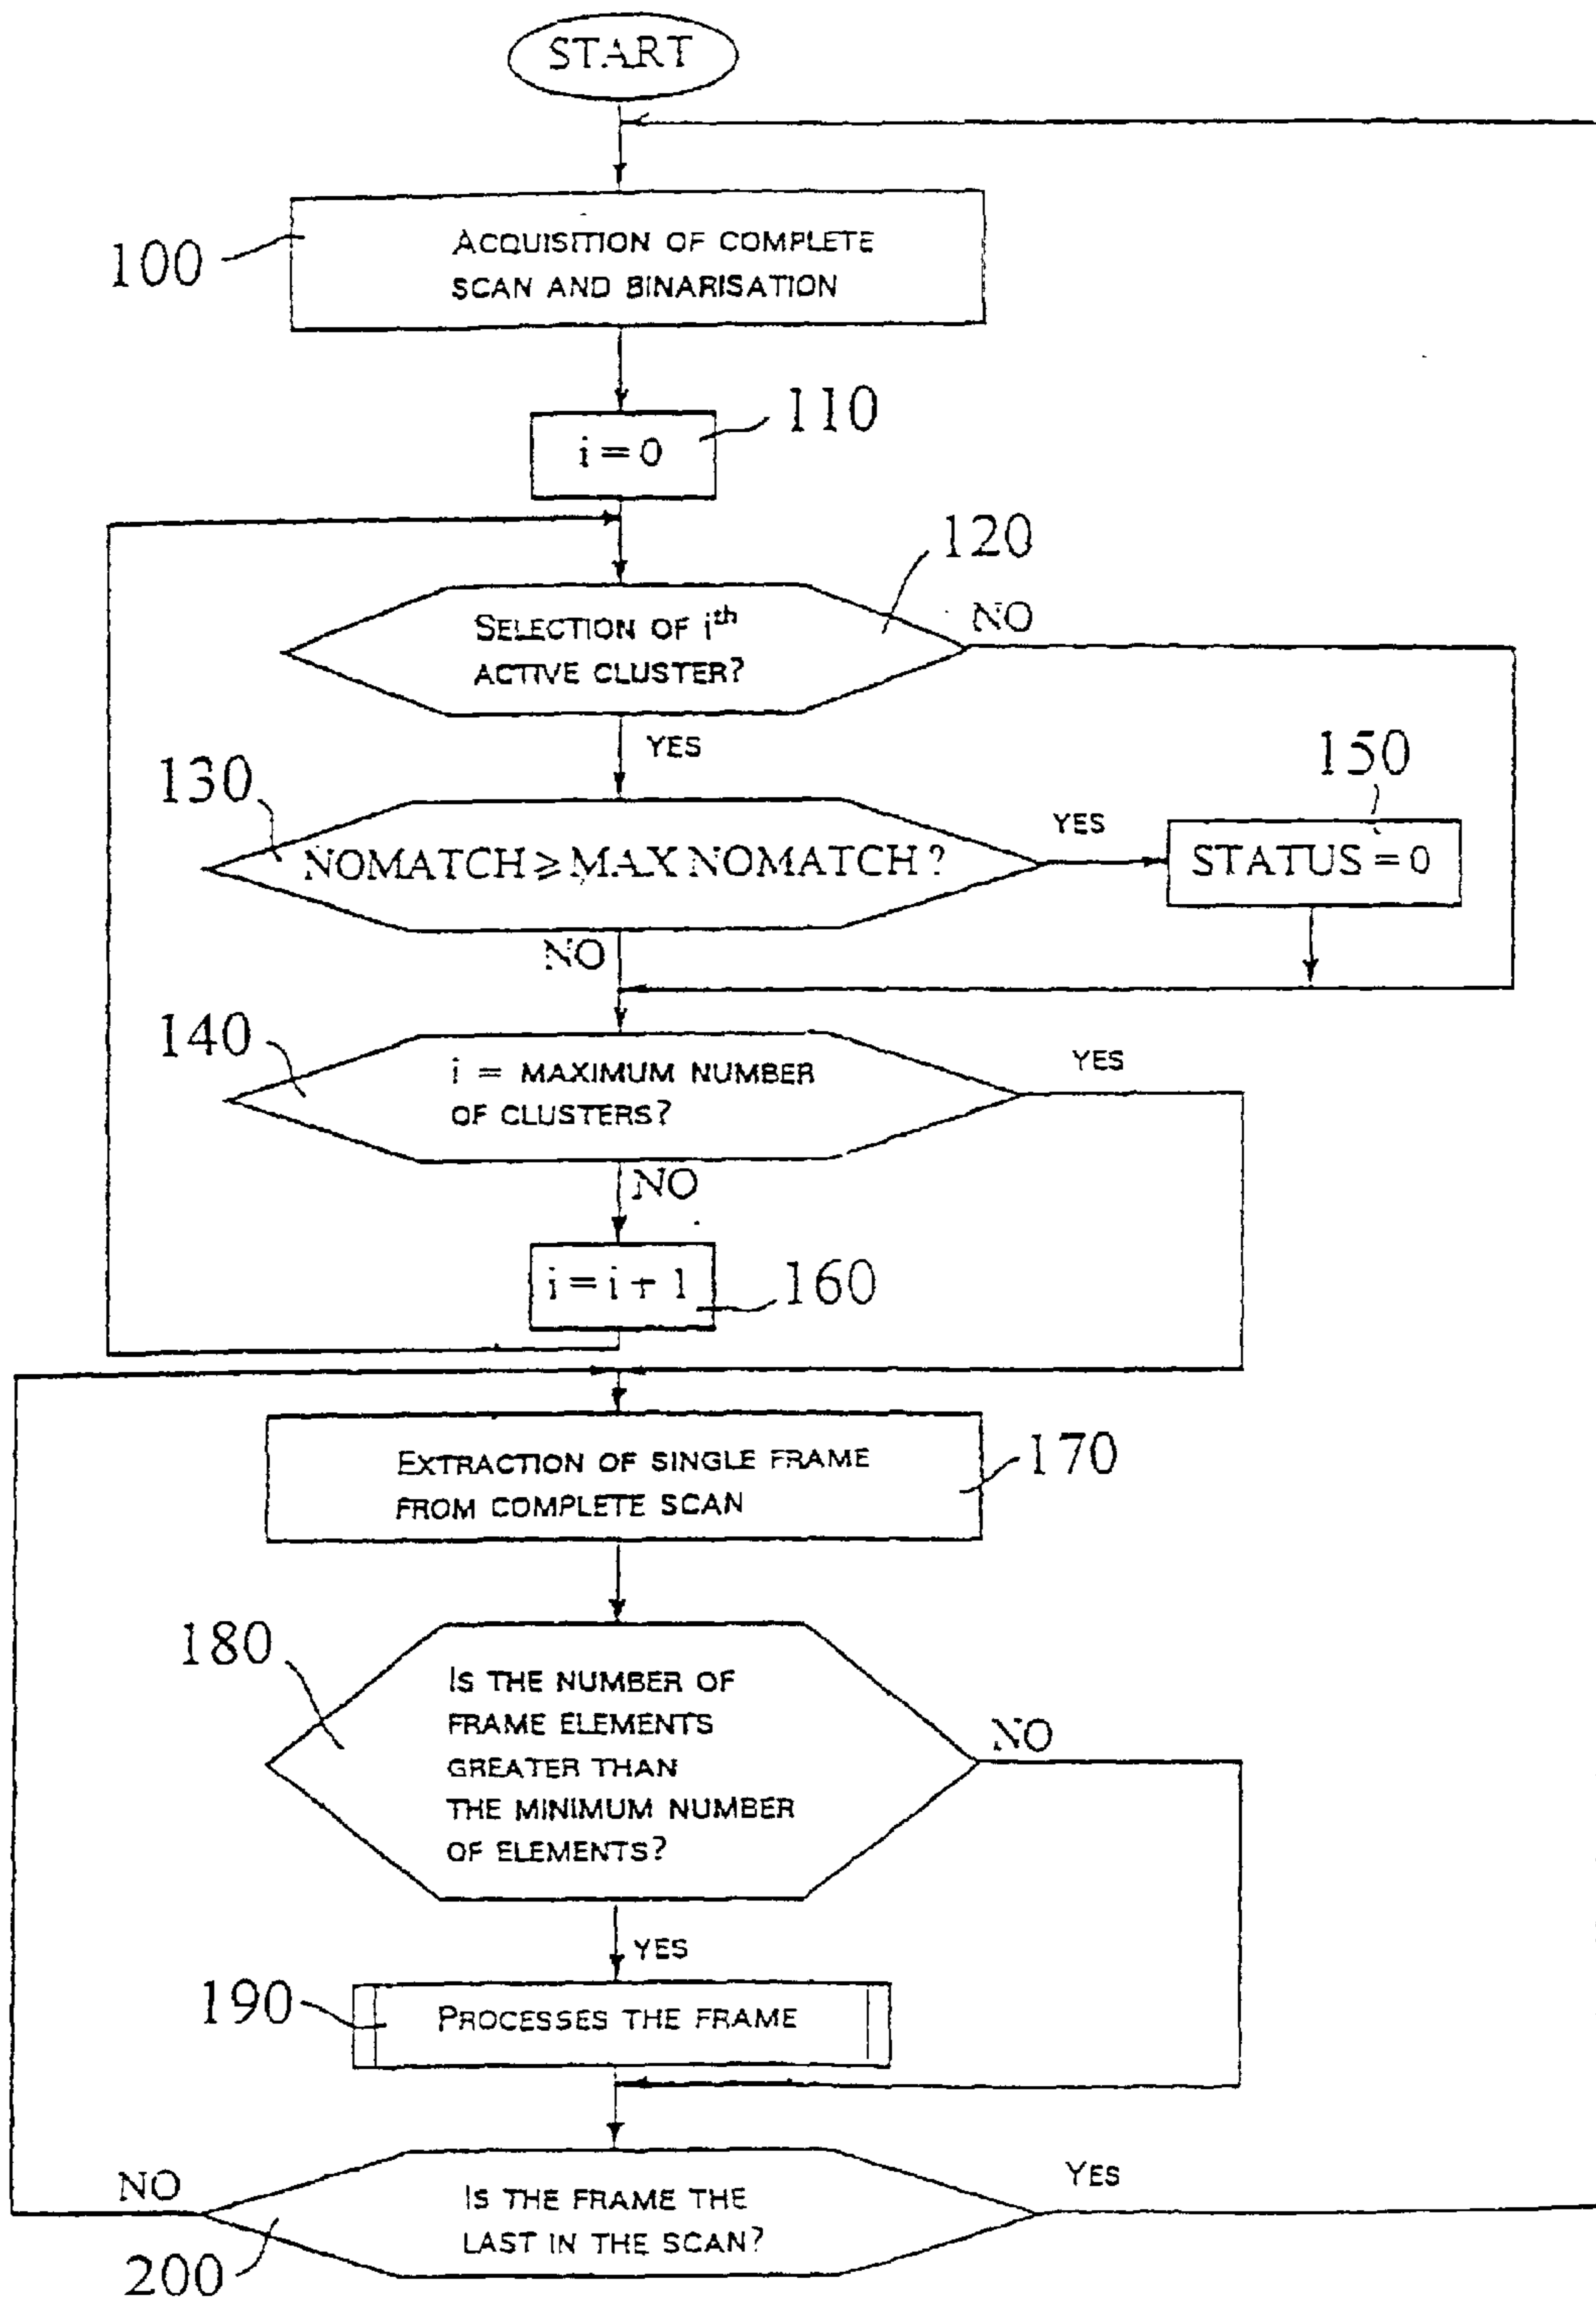 START
100
ACQUISITION OF COMPLETE
SCAN AND BINARISATION
110
i = 0
120
SELECTION OF ith
ACTIVE CLUSTER?
NO
YES
130
NOMATCH ⩾ MAX NOMATCH?
YES
150
STATUS = 0
NO
140
i = MAXIMUM NUMBER
OF CLUSTERS?
YES
NO
i = i + 1
160
EXTRACTION OF SINGLE FRAME
FROM COMPLETE SCAN
170
180
IS THE NUMBER OF
FRAME ELEMENTS
GREATER THAN
THE MINIMUM NUMBER
OF ELEMENTS?
NO
YES
190
PROCESSES THE FRAME
NO
IS THE FRAME THE
LAST IN THE SCAN?
YES
200